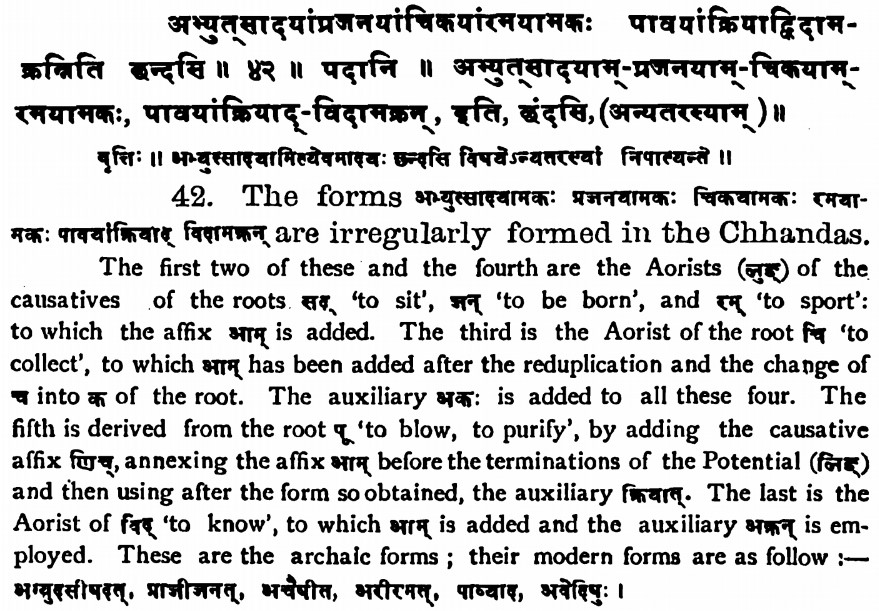 अभ्युत्सादयांप्रजनयांचिकयांरमयामकः पावयांक्रियाद्विदाम-
क्रन्निति छन्दसि ॥ ४२ ॥ पदानि ॥ अभ्युत्सादयाम्-प्रजनयाम्-चिकयाम्-
रमयामकः, पावयांक्रियाद्-विदामक्रन्, इति, छंदसि, (अन्यतरस्याम्) ॥
वृत्तिः ॥ अभ्युत्सादयामित्येवमादयः छन्दसि विषयेऽन्यतरस्यां निपात्यन्ते ॥
42. The forms अभ्युत्सादयामकः प्रजनयामकः चिकयामकः रमया-
मकः पावयांक्रियाद् विदामक्रन् are irregularly formed in the Chhandas.
The first two of these and the fourth are the Aorists (लुङ्) of the
causatives of the roots सद्, 'to sit', जन् 'to be born', and रम् 'to sport':
to which the affix आम् is added. The third is the Aorist of the root चि 'to
collect', to which आम् has been added after the reduplication and the change of
च into क of the root. The auxiliary अकः is added to all these four. The
fifth is derived from the root पू 'to blow, to purify', by adding the causative
affix णिच्, annexing the affix आम् before the terminations of the Potential (लिङ्)
and then using after the form so obtained, the auxiliary क्रियात्. The last is the
Aorist of विद् 'to know', to which आम् is added and the auxiliary अक्रन् is em-
ployed. These are the archaic forms ; their modern forms are as follow :—
अभ्युदसीषदत्, प्राजीजनत्, अचैषीत, अरीरमत्, पाव्याद्, अवेदिषुः ।